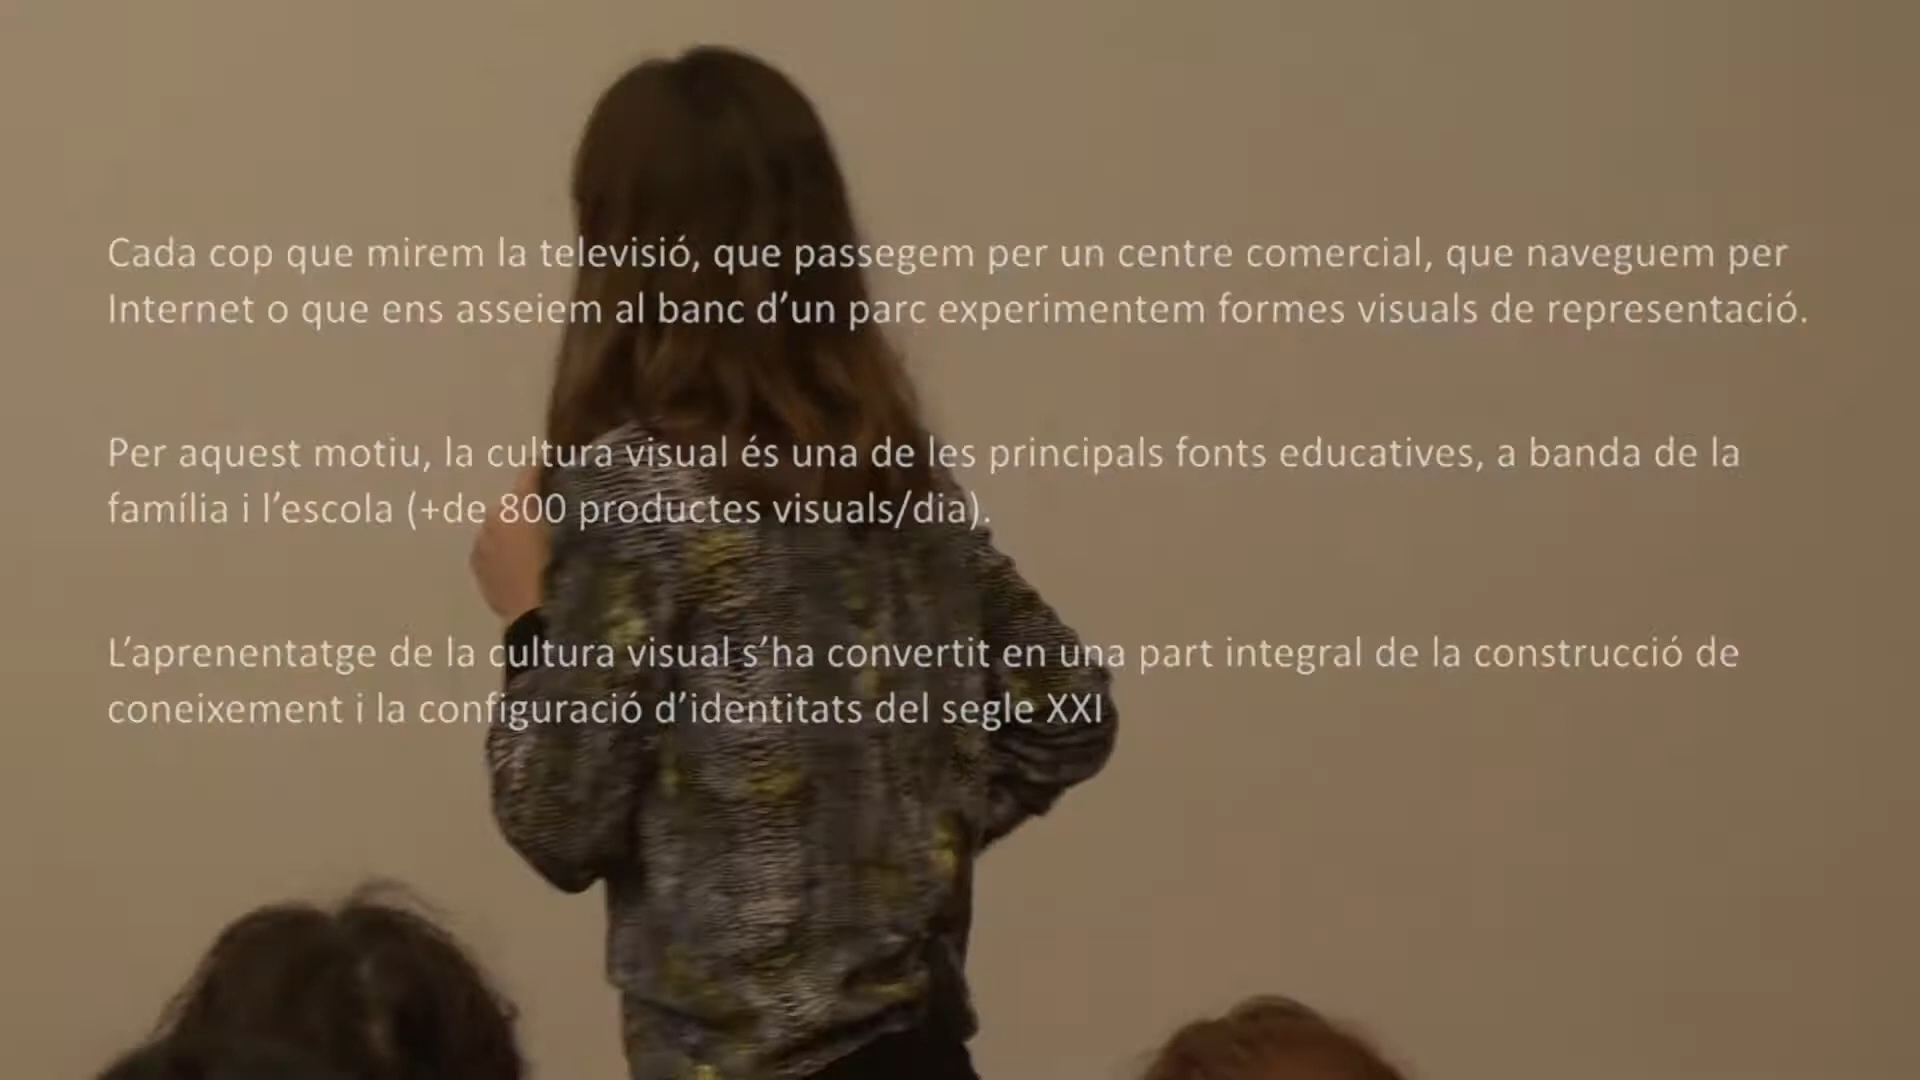 Cada cop que mirem la televisió, que passegem per un centre comercial, que naveguem per
Internet o que ens asseiem al banc d’un parc experimentem formes visuals de representació.
Per aquest motiu, la cultura visual és una de les principals fonts educatives, a banda de la
família i l’escola (+de 800 productes visuals/dia).
L’aprenentatge de la cultura visual s’ha convertit en una part integral de la construcció de
coneixement i la configuració d’identitats del segle XXI